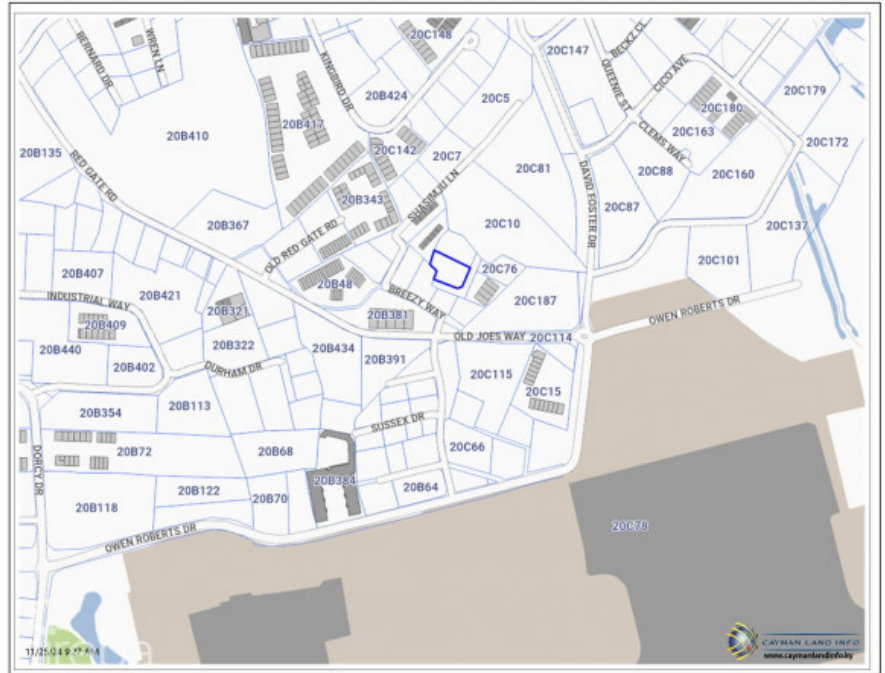 20C148
BERNARD DR
WREN LN
KINGBIRD DR
20C147
QUEENIE ST
BECKZ CL
CICO AVE
20B424
20C5
20C180
20C179
20B410
20B417
20C163
CLEMS WAY
20C172
20B135
RED GATE RD
20C142
20C7
20C81
DAVID FOSTER DR
20C88
20C160
20B343
SHASIMJU LN
20C87
20B367
OLD RED GATE RD
20C10
20C137
20B407
20B421
20B48
20C76
20C101
INDUSTRIAL WAY
20B321
BREEZY WAY
20C187
OWEN ROBERTS DR
20B409
20B381
20B440
20B322
20B434
OLD JOES WAY
20C114
20B402
DURHAM DR
20B391
20C115
20C15
20B354
20B113
SUSSEX DR
DORCY DR
20B72
20B68
20C66
20B384
20B122
20B70
20B64
20B118
OWEN ROBERTS DR
20C78
CAYMAN LAND INFO
www.caymanlandinfo.ky